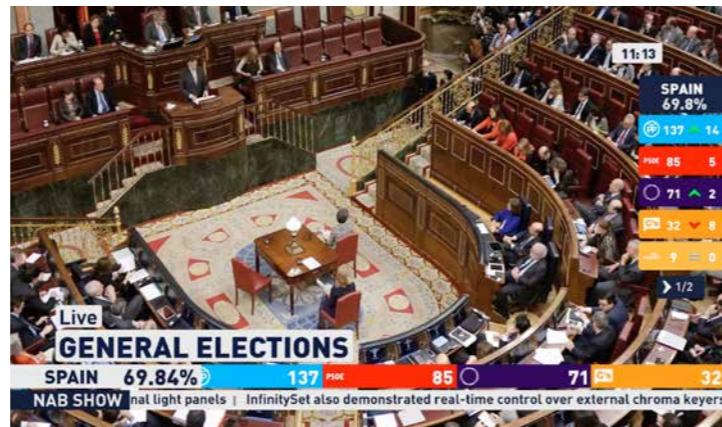 11:13
SPAIN
69.8%
137 14
PSOE 85 5
71 2
32 8
9 = 0
1/2
Live
GENERAL ELECTIONS
SPAIN 69.84% 137 PSOE 85 71 32
NAB SHOW nal light panels | InfinitySet also demonstrated real-time control over external chroma keyers